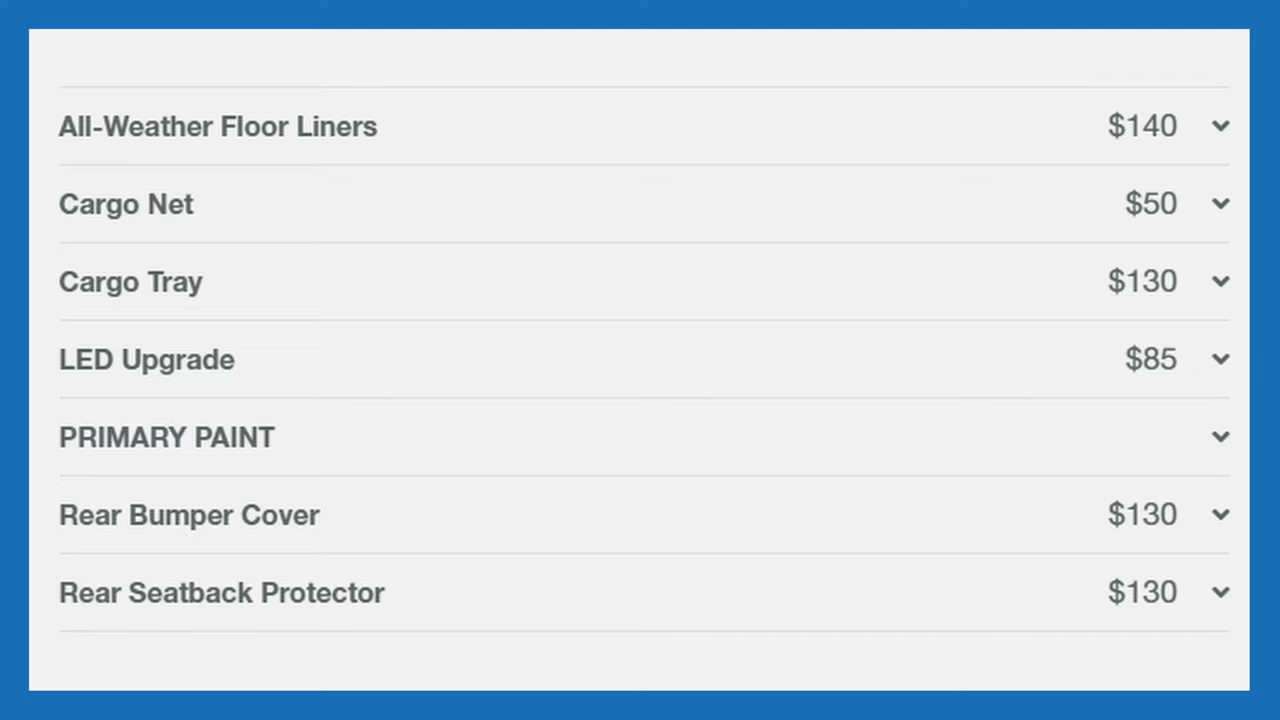 All-Weather Floor Liners $140
Cargo Net $50
Cargo Tray $130
LED Upgrade $85
PRIMARY PAINT
Rear Bumper Cover $130
Rear Seatback Protector $130